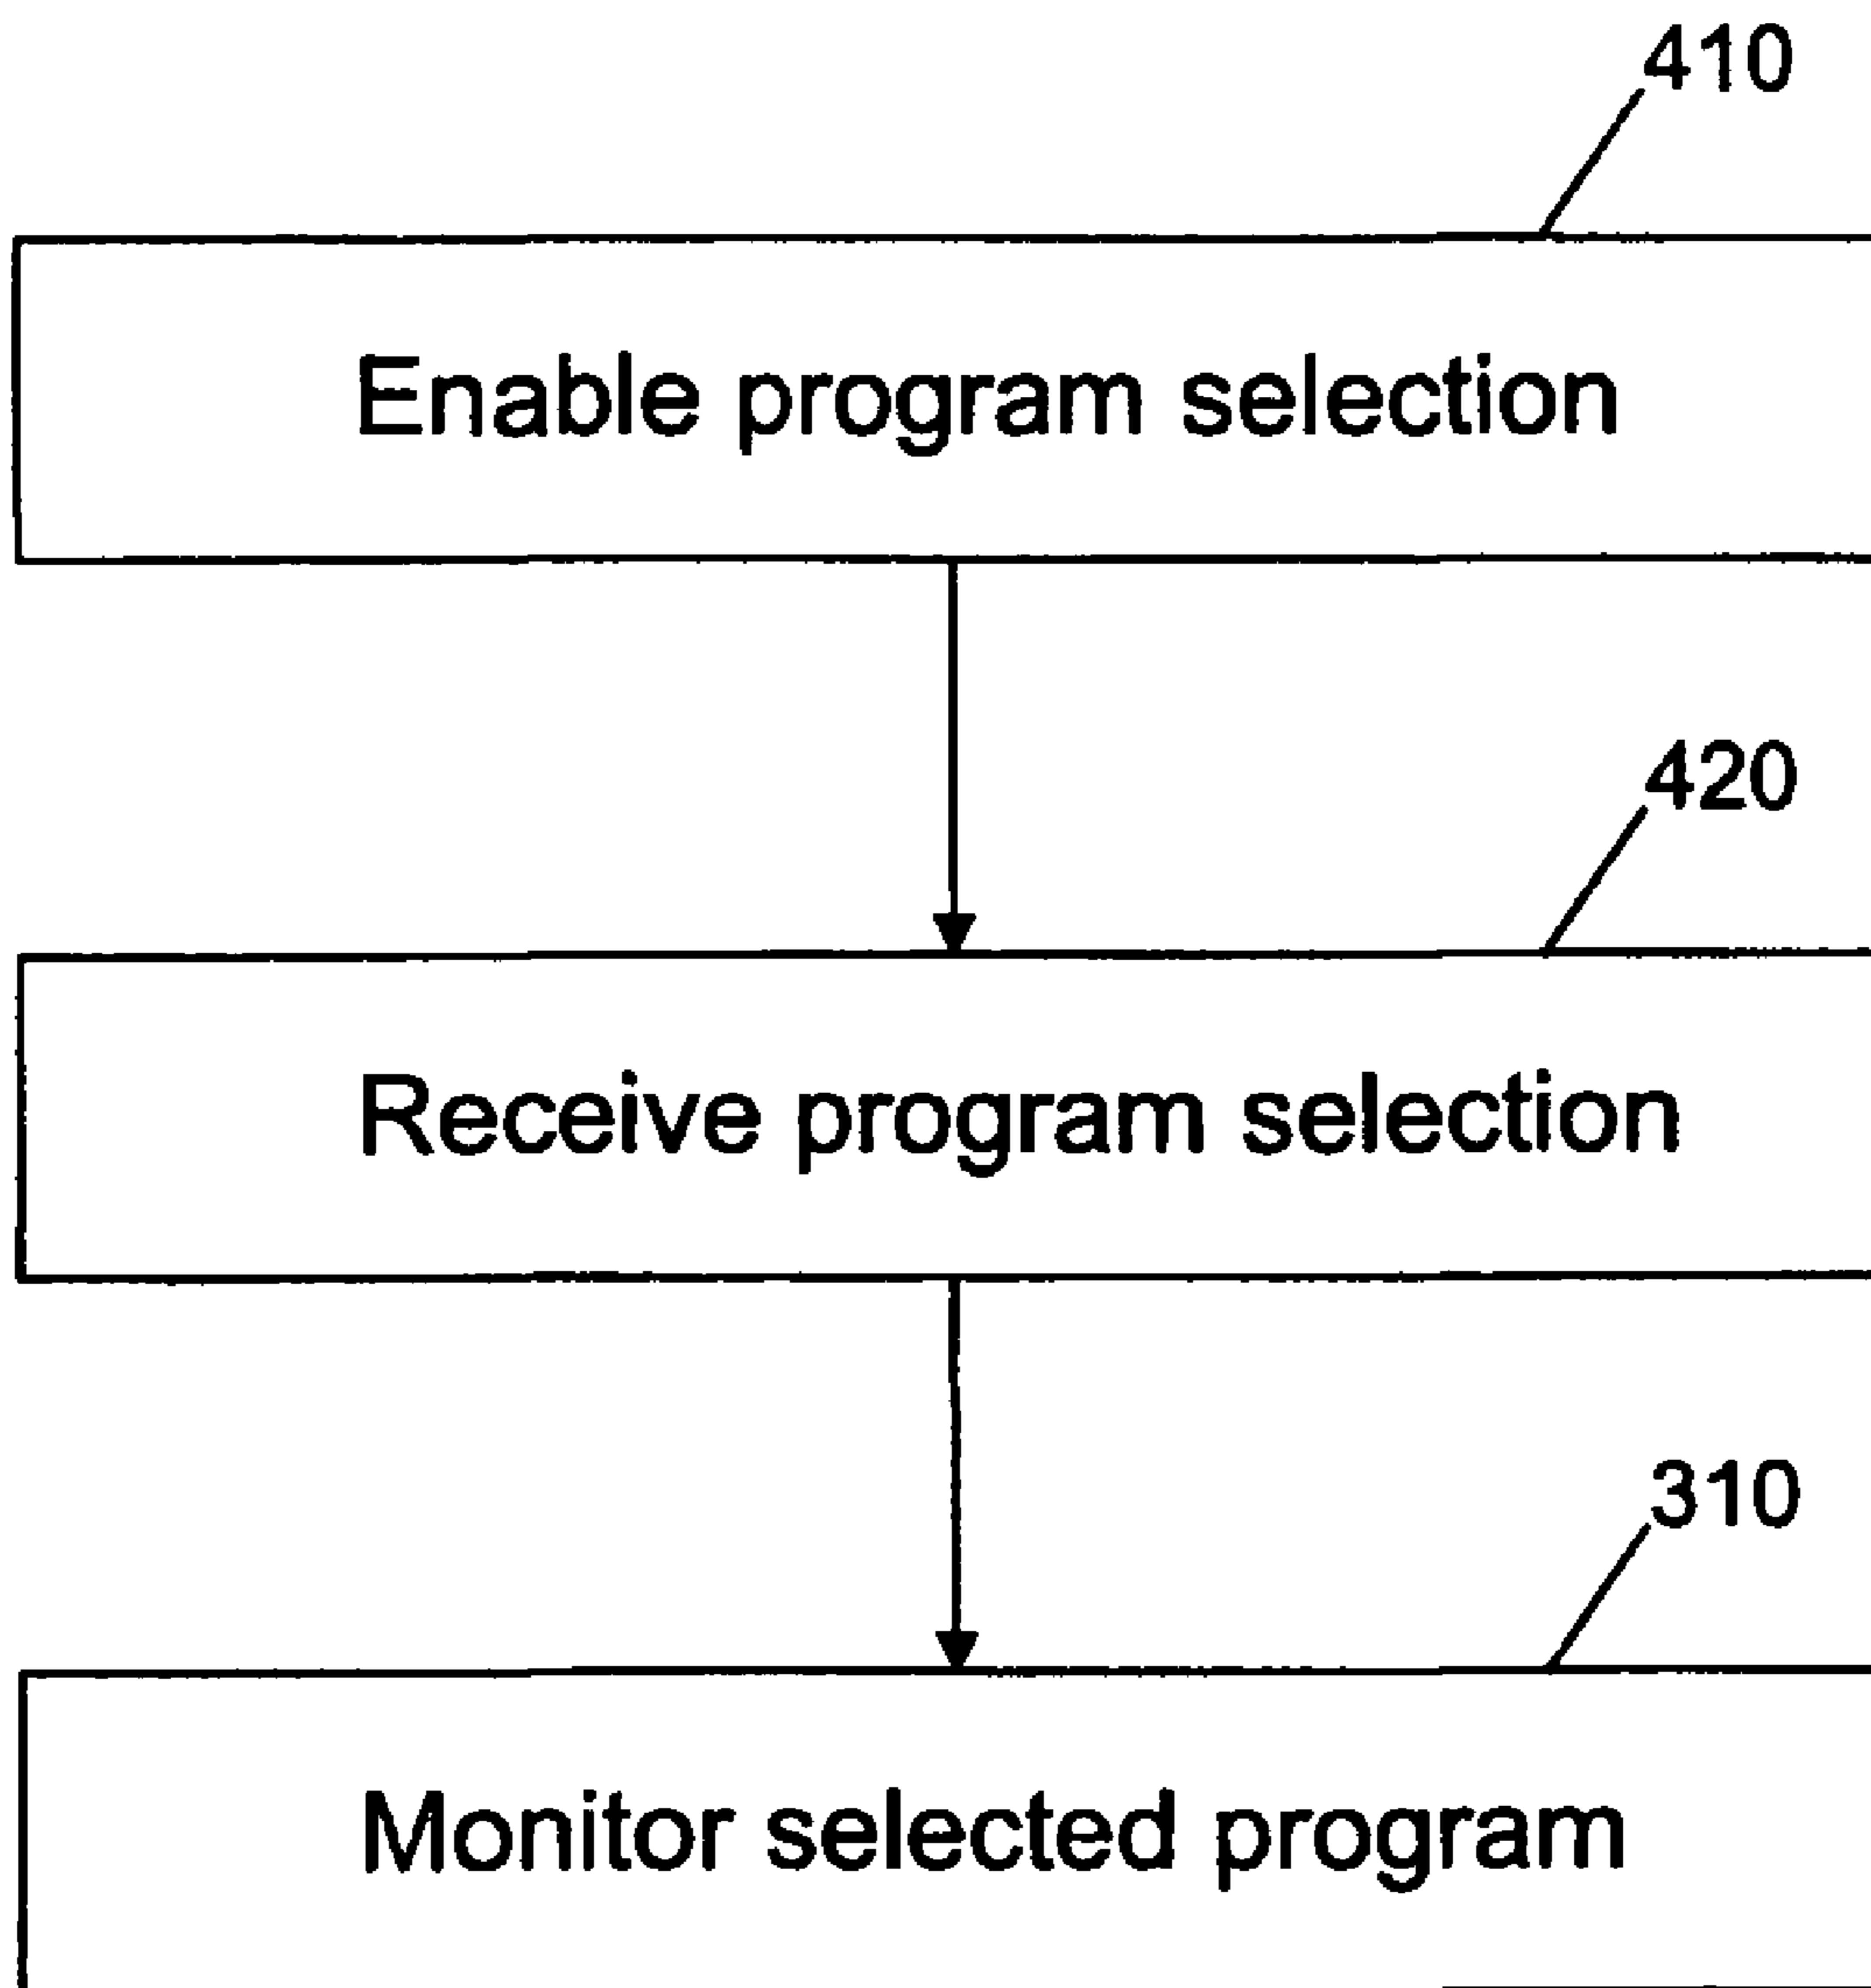 410
Enable program selection
420
Receive program selection
310
Monitor selected program